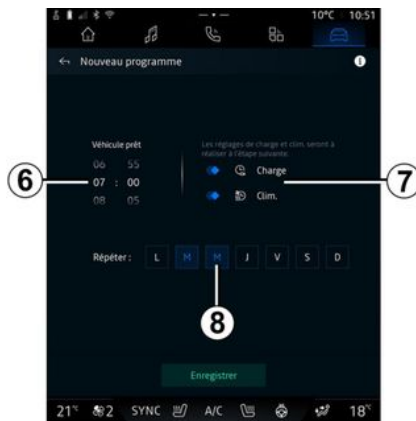 10°C 10:51
Nouveau programme
Véhicule prêt
Les réglages de charge et clim. seront à
réaliser à l'étape suivante.
06 55
07 : 00
08 05
Charge
Clim.
6
7
Répéter : L M M J V S D
8
Enregistrer
21°C 2 SYNC A/C 18°C